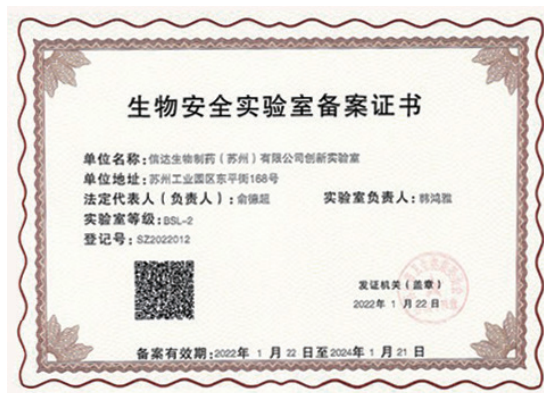 生物安全实验室备案证书
单位名称:信达生物制药(苏州)有限公司创新实验室
单位地址:苏州工业园区东平街168号
法定代表人(负责人):俞德超 实验室负责人:韩鸿雅
实验室等级:BSL-2
登记号:SZ2022012
发证机关(盖章)
2022年 1 月 22 日
备案有效期:2022年 1 月 22 日至2024年 1 月 21 日